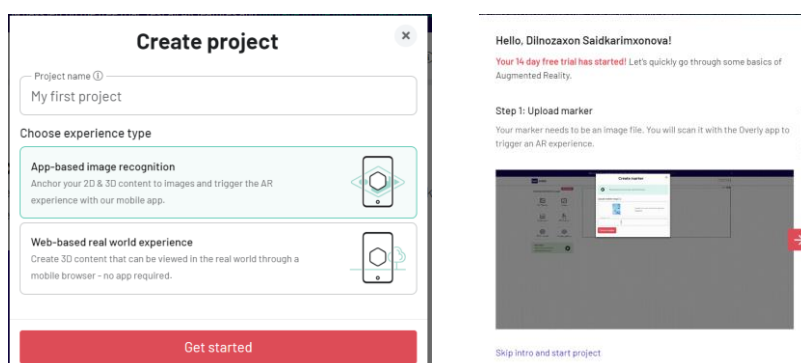 Create project
×
Project name ⓘ
My first project
Choose experience type
App-based image recognition
Anchor your 2D & 3D content to images and trigger the AR
experience with our mobile app.
Web-based real world experience
Create 3D content that can be viewed in the real world through a
mobile browser - no app required.
Get started
Hello, Dilnozaxon Saidkarimxonova!
Your 14 day free trial has started! Let's quickly go through some basics of
Augmented Reality.
Step 1: Upload marker
Your marker needs to be an image file. You will scan it with the Overly app to
trigger an AR experience.
Create marker
Skip intro and start project